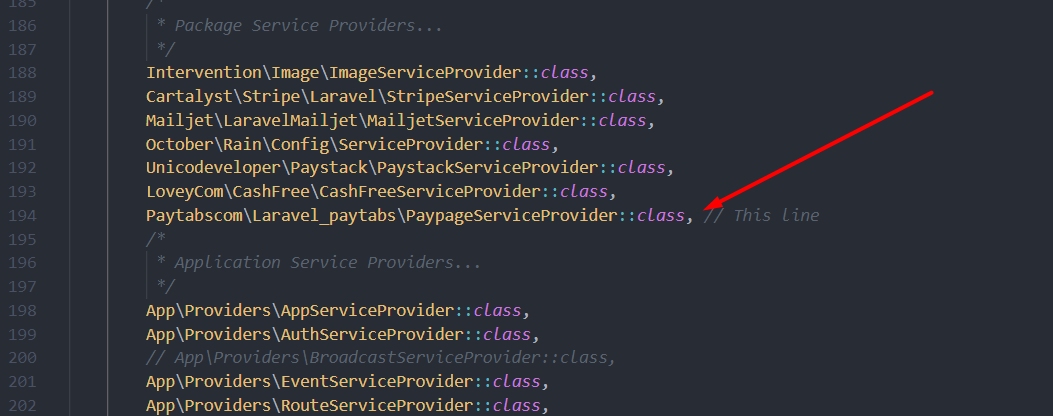 185 /*
186 * Package Service Providers...
187 */
188 Intervention\Image\ImageServiceProvider::class,
189 Cartalyst\Stripe\Laravel\StripeServiceProvider::class,
190 Mailjet\LaravelMailjet\MailjetServiceProvider::class,
191 October\Rain\Config\ServiceProvider::class,
192 Unicodeveloper\Paystack\PaystackServiceProvider::class,
193 LoveyCom\CashFree\CashFreeServiceProvider::class,
194 Paytabscom\Laravel_paytabs\PaypageServiceProvider::class, // This line
195 /*
196 * Application Service Providers...
197 */
198 App\Providers\AppServiceProvider::class,
199 App\Providers\AuthServiceProvider::class,
200 // App\Providers\BroadcastServiceProvider::class,
201 App\Providers\EventServiceProvider::class,
202 App\Providers\RouteServiceProvider::class,